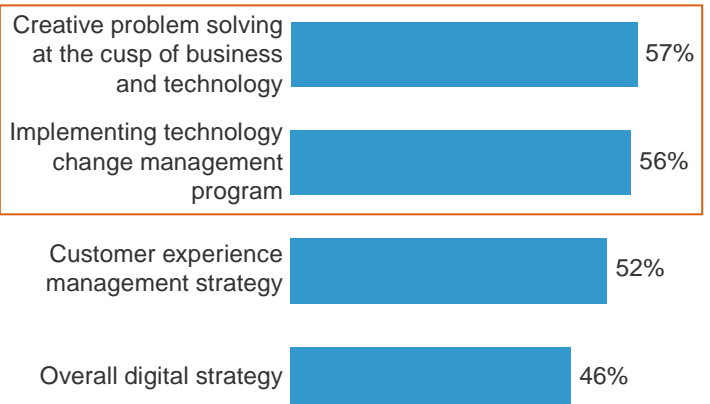 Creative problem solving
at the cusp of business
and technology
57%
Implementing technology
change management
program
56%
Customer experience
management strategy
52%
Overall digital strategy
46%